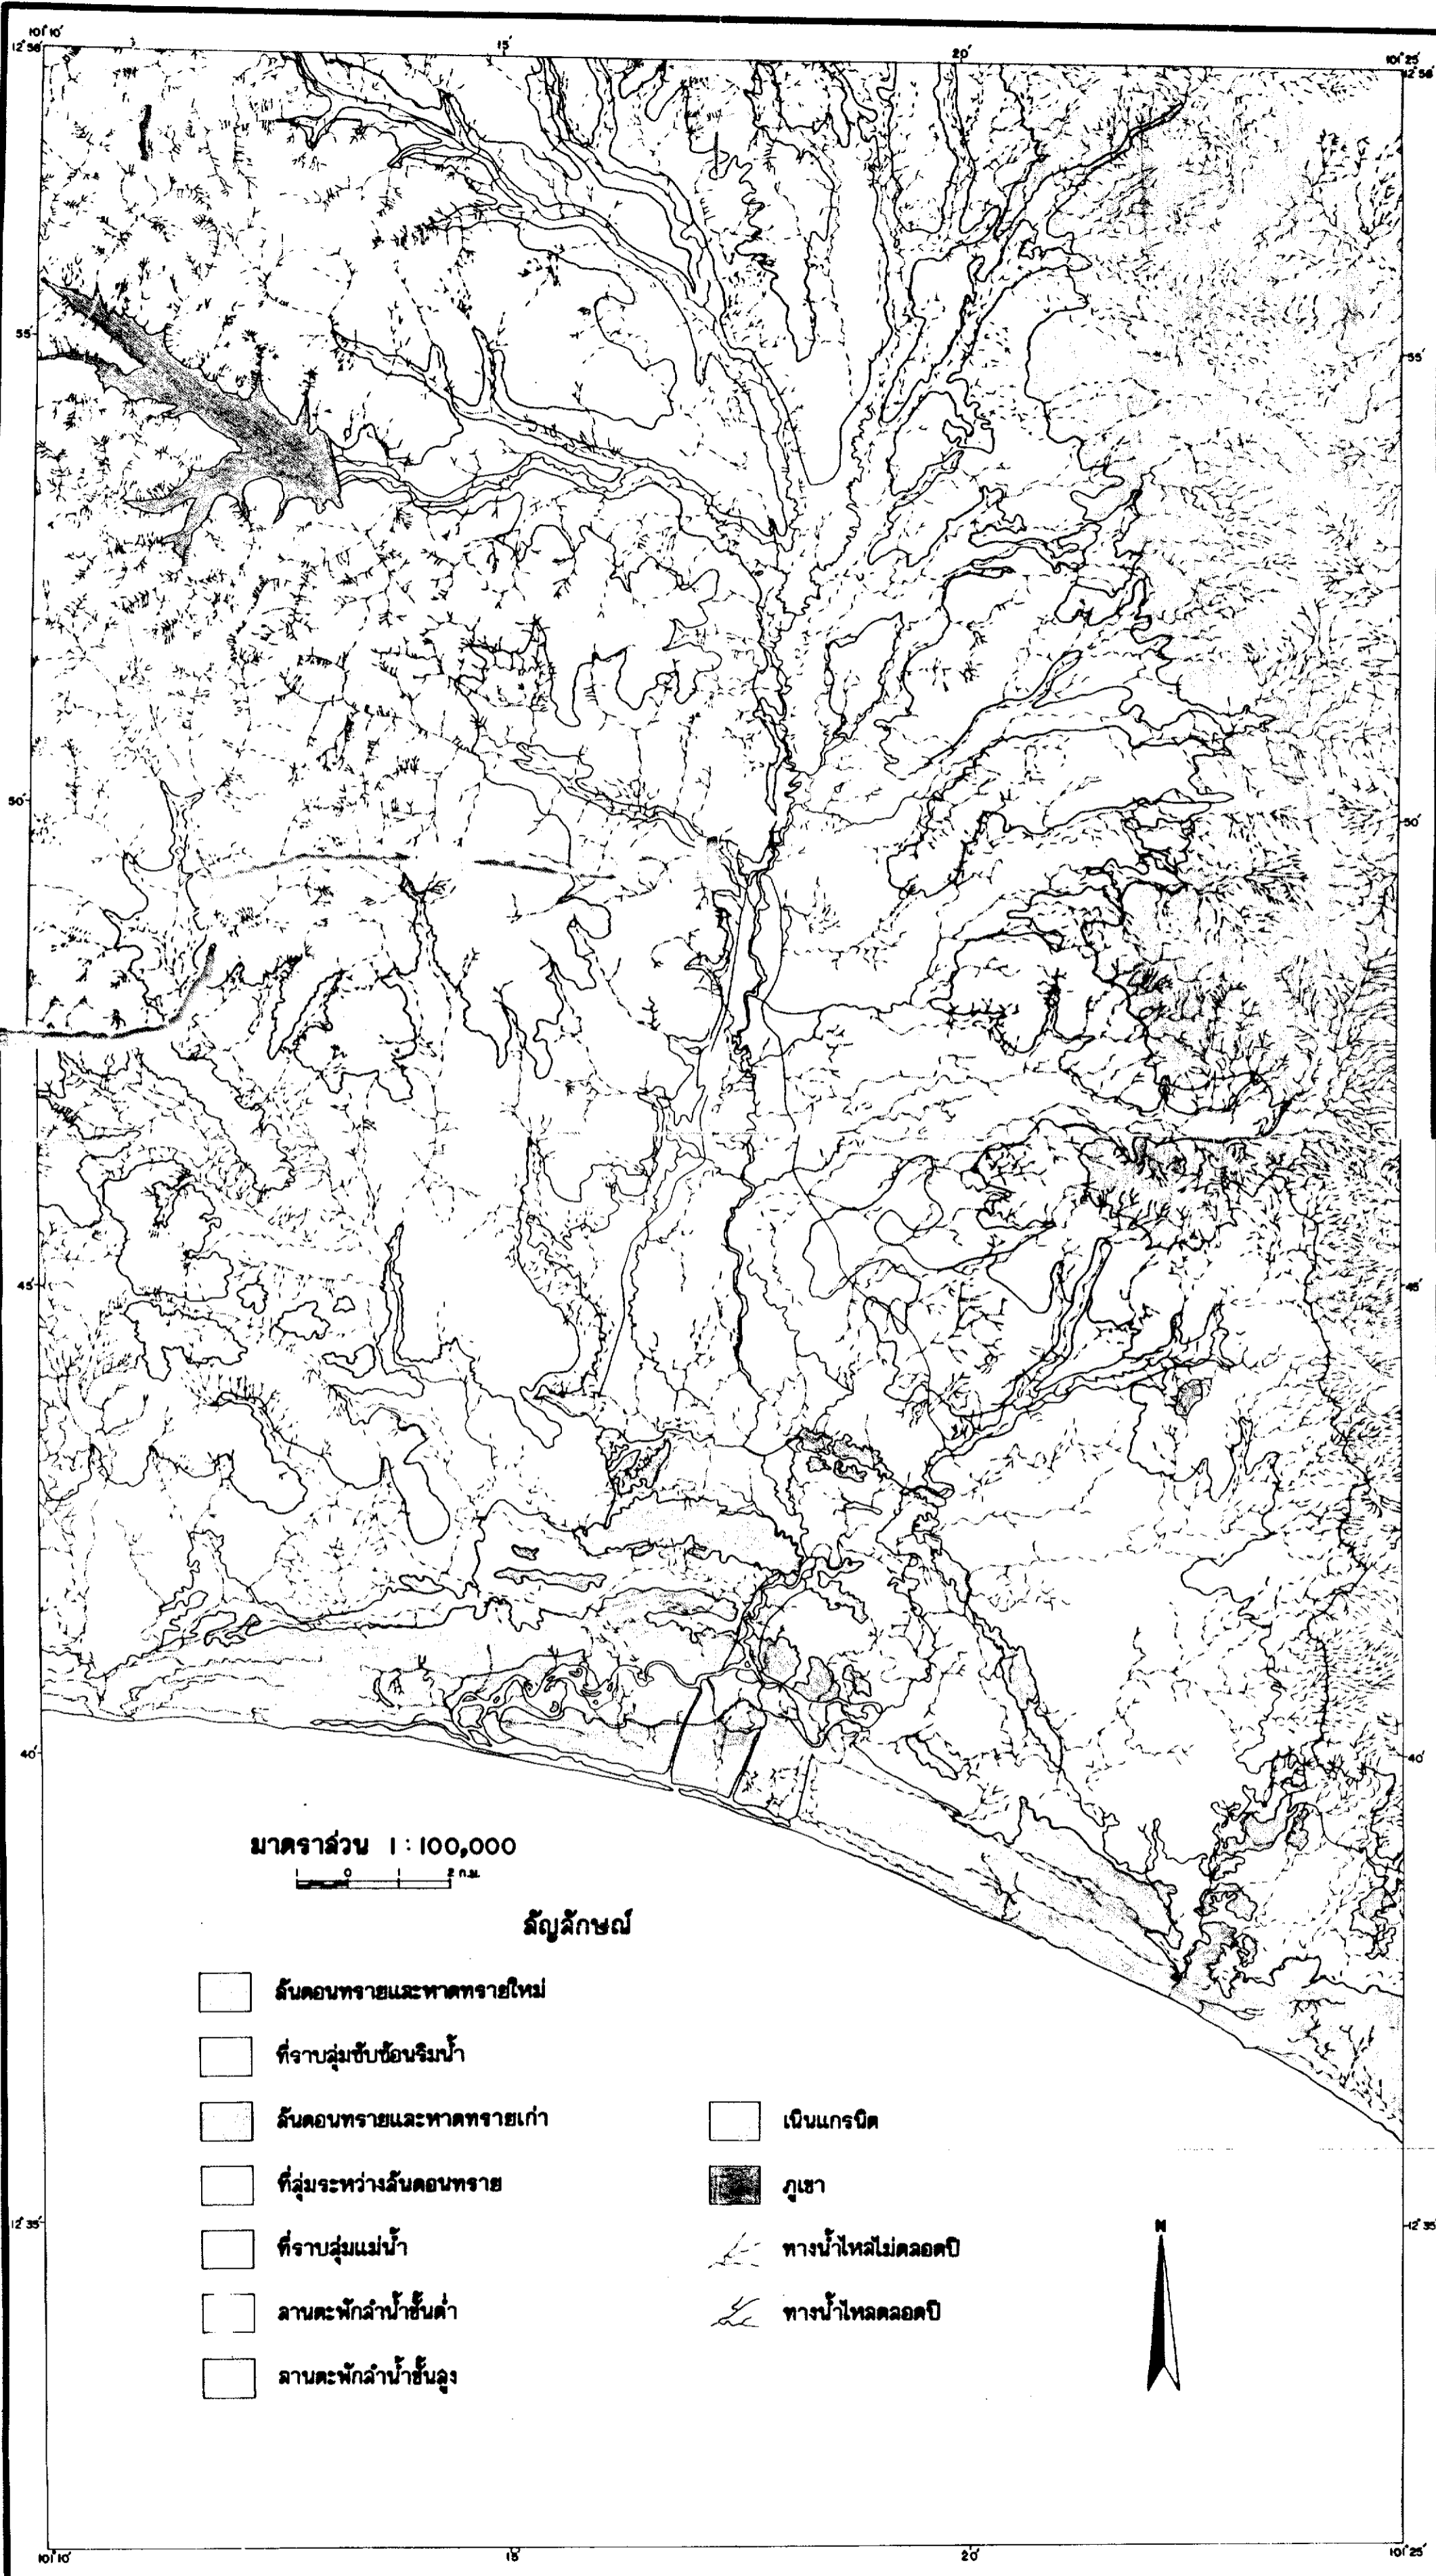 101°10'
15'
20'
101°25'
12°58'
12°58'
55'
55'
50'
50'
45'
45'
40'
40'
มาตราส่วน 1:100,000
0 2 ก.ม.
สัญลักษณ์
สันดอนทรายและหาดทรายใหม่
ที่ราบลุ่มซับซ้อนริมน้ำ
สันดอนทรายและหาดทรายเก่า
ที่ลุ่มระหว่างสันดอนทราย
ที่ราบลุ่มแม่น้ำ
ลานตะพักลำน้ำชั้นต่ำ
ลานตะพักลำน้ำชั้นสูง
เนินแกรนิต
ภูเขา
ทางน้ำไหลไม่ตลอดปี
ทางน้ำไหลตลอดปี
N
12°35'
12°35'
101°10'
15'
20'
101°25'